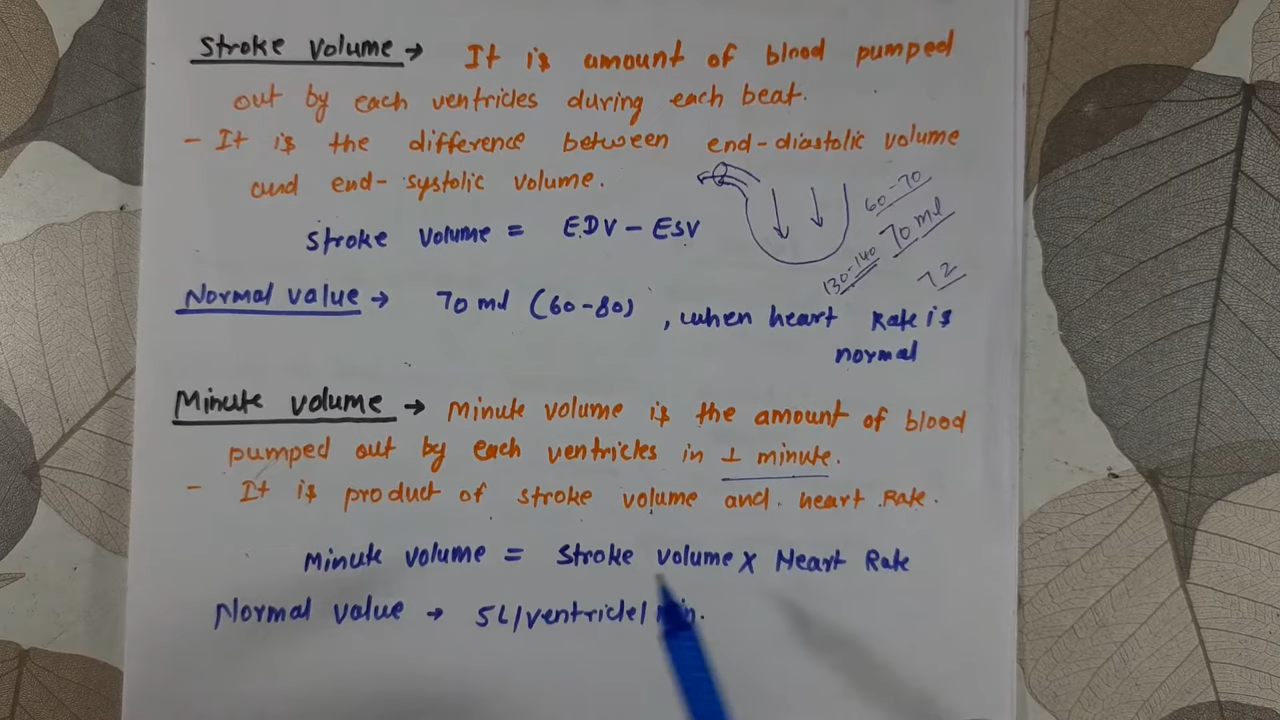 Stroke volume → It is amount of blood pumped
out by each ventricles during each beat.
- It is the difference between end-diastolic volume
and end-systolic volume.
60-70
Stroke volume = EDV - ESV
70 ml
130-140
72
Normal value → 70 ml (60-80), when heart Rate is
normal
Minute volume → Minute volume is the amount of blood
pumped out by each ventricles in 1 minute.
- It is product of stroke volume and heart Rate.
Minute volume = Stroke volume x Heart Rate
Normal value → 5L/ventricle/